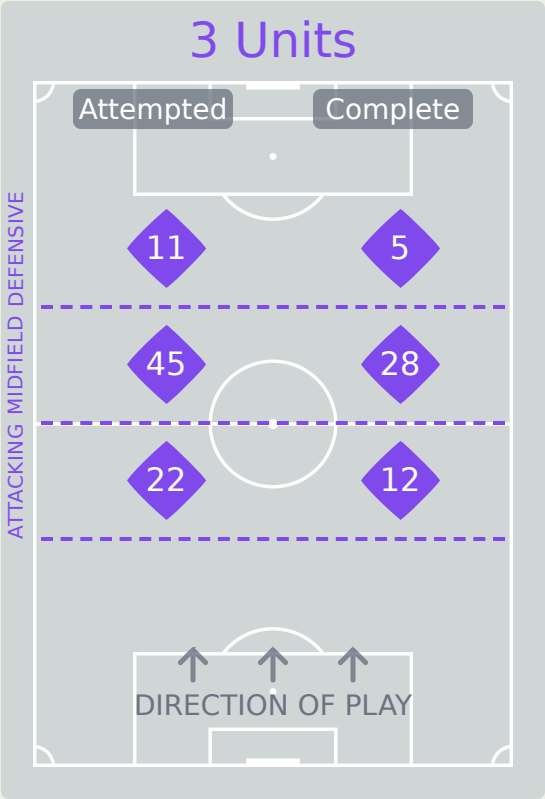 3 Units
Attempted
Complete
ATTACKING MIDFIELD DEFENSIVE
11
5
45
28
22
12
DIRECTION OF PLAY